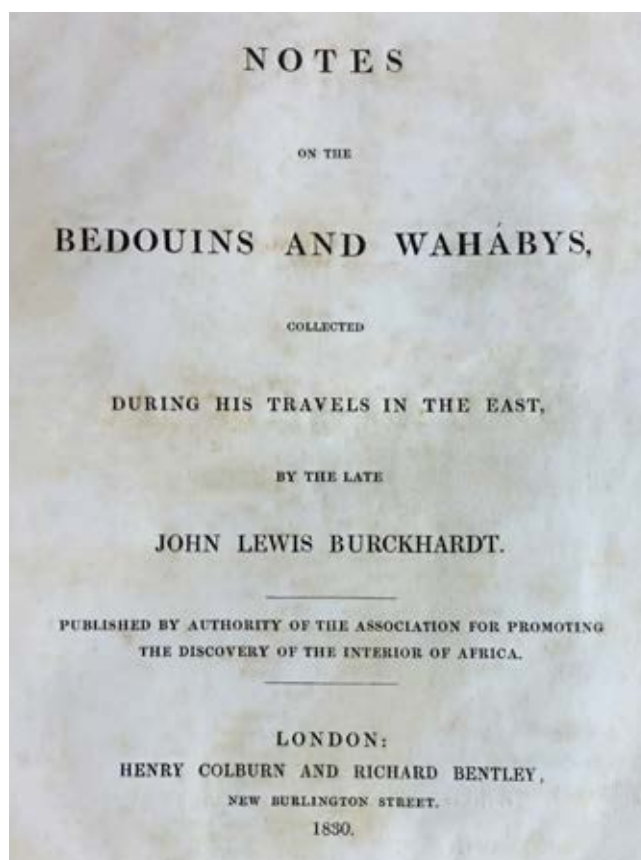 NOTES
ON THE
BEDOUINS AND WAHÁBYS,
COLLECTED
DURING HIS TRAVELS IN THE EAST,
BY THE LATE
JOHN LEWIS BURCKHARDT.
PUBLISHED BY AUTHORITY OF THE ASSOCIATION FOR PROMOTING
THE DISCOVERY OF THE INTERIOR OF AFRICA.
LONDON:
HENRY COLBURN AND RICHARD BENTLEY,
NEW BURLINGTON STREET.
1830.